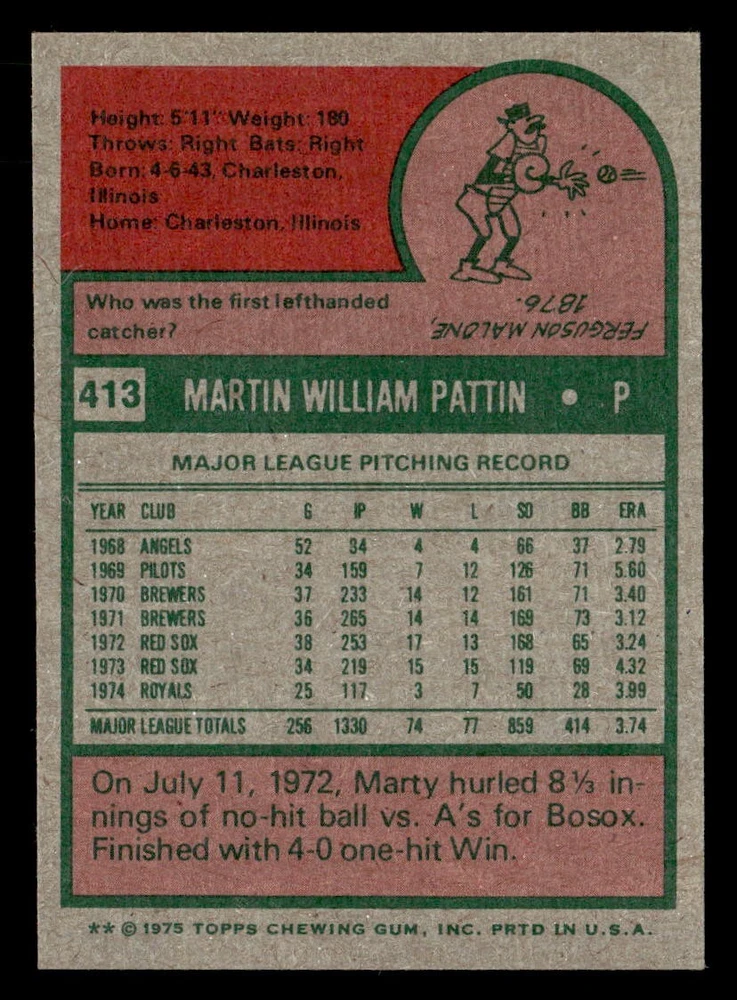 Height: 5'11" Weight: 180
Throws: Right Bats: Right
Born: 4-6-43, Charleston,
Illinois
Home: Charleston, Illinois
Who was the first lefthanded
catcher?
FERGUSON MALONE,
1876.
413 MARTIN WILLIAM PATTIN • P
MAJOR LEAGUE PITCHING RECORD
YEAR CLUB G IP W L SO BB ERA
1968 ANGELS 52 84 4 4 66 37 2.79
1969 PILOTS 34 159 7 12 126 71 5.60
1970 BREWERS 37 233 14 12 161 71 3.40
1971 BREWERS 36 265 14 14 169 73 3.12
1972 RED SOX 38 253 17 13 168 65 3.24
1973 RED SOX 34 219 15 15 119 69 4.32
1974 ROYALS 25 117 3 7 50 28 3.99
MAJOR LEAGUE TOTALS 256 1330 74 77 859 414 3.74
On July 11, 1972, Marty hurled 8⅓ in-
nings of no-hit ball vs. A's for Bosox.
Finished with 4-0 one-hit Win.
** © 1975 TOPPS CHEWING GUM, INC. PRTD IN U.S.A.